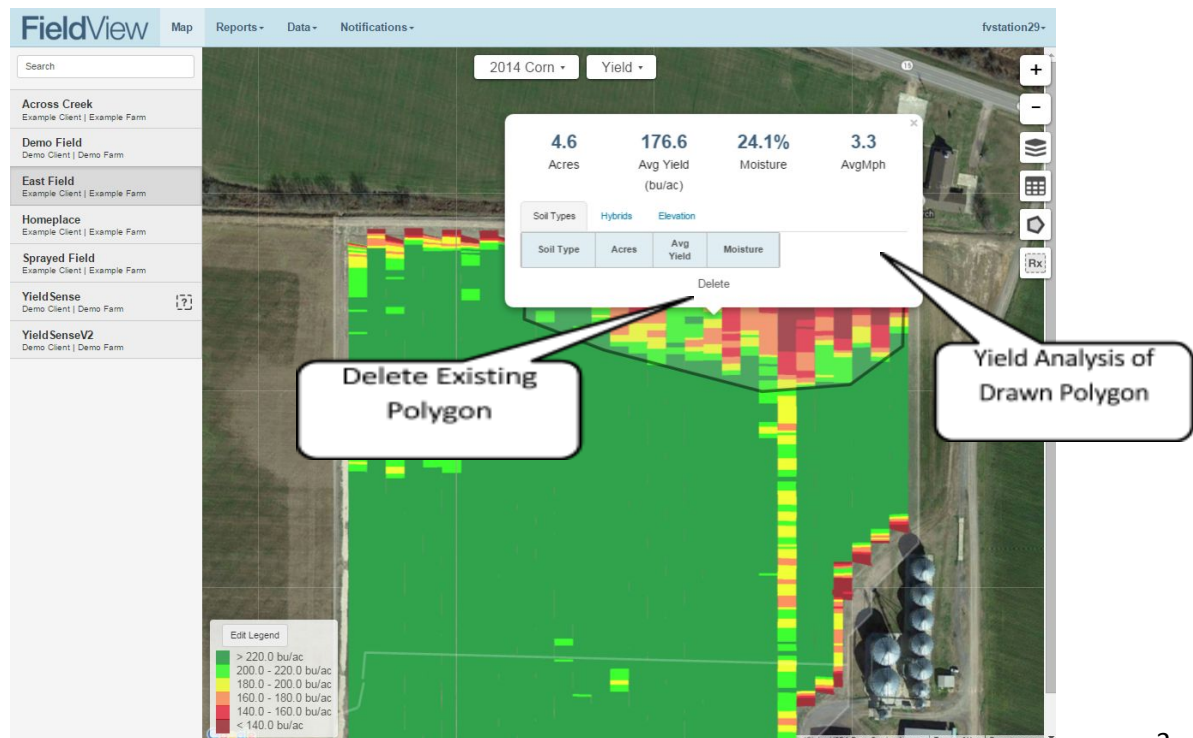 FieldView Map Reports Data Notifications fvstation29
Search
Across Creek
Example Client | Example Farm
Demo Field
Demo Client | Demo Farm
East Field
Example Client | Example Farm
Homeplace
Example Client | Example Farm
Sprayed Field
Example Client | Example Farm
YieldSense
Demo Client | Demo Farm
?
YieldSenseV2
Demo Client | Demo Farm
2014 Corn Yield
15
+
−
Rx
4.6 176.6 24.1% 3.3
Acres Avg Yield Moisture AvgMph
(bu/ac)
×
Soil Types Hybrids Elevation
Soil Type Acres Avg Moisture
Yield
Delete
Delete Existing
Polygon
Yield Analysis of
Drawn Polygon
Edit Legend
> 220.0 bu/ac
200.0 - 220.0 bu/ac
180.0 - 200.0 bu/ac
160.0 - 180.0 bu/ac
140.0 - 160.0 bu/ac
< 140.0 bu/ac